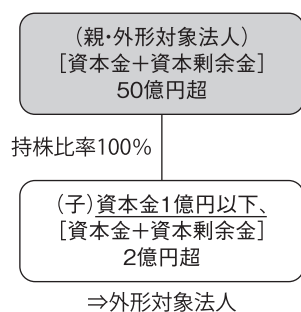 (親・外形対象法人)
[資本金+資本剰余金]
50億円超
持株比率100%
(子)資本金1億円以下、
[資本金+資本剰余金]
2億円超
⇒外形対象法人